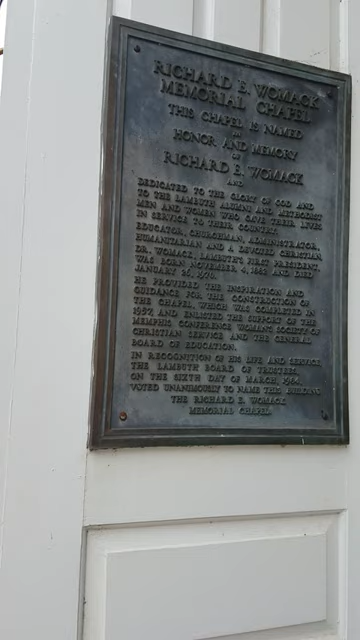 RICHARD E. WOMACK
MEMORIAL CHAPEL
THIS CHAPEL IS NAMED
IN
HONOR AND MEMORY
OF
RICHARD E. WOMACK
AND
DEDICATED TO THE GLORY OF GOD AND
TO THE LAMBUTH ALUMNI AND METHODIST
MEN AND WOMEN WHO GAVE THEIR LIVES
IN SERVICE TO THEIR COUNTRY.
EDUCATOR, CHURCHMAN, ADMINISTRATOR,
HUMANITARIAN AND A DEVOTED CHRISTIAN,
DR. WOMACK, LAMBUTH'S FIRST PRESIDENT,
WAS BORN NOVEMBER 4, 1882 AND DIED
JANUARY 26, 1976.
HE PROVIDED THE INSPIRATION AND
GUIDANCE FOR THE CONSTRUCTION OF
THE CHAPEL, WHICH WAS COMPLETED IN
1957, AND ENLISTED THE SUPPORT OF THE
MEMPHIS CONFERENCE WOMAN'S SOCIETY OF
CHRISTIAN SERVICE AND THE GENERAL
BOARD OF EDUCATION.
IN RECOGNITION OF HIS LIFE AND SERVICE,
THE LAMBUTH BOARD OF TRUSTEES,
ON THE SIXTH DAY OF MARCH,
VOTED UNANIMOUSLY TO NAME THIS BUILDING
THE RICHARD E. WOMACK
MEMORIAL CHAPEL